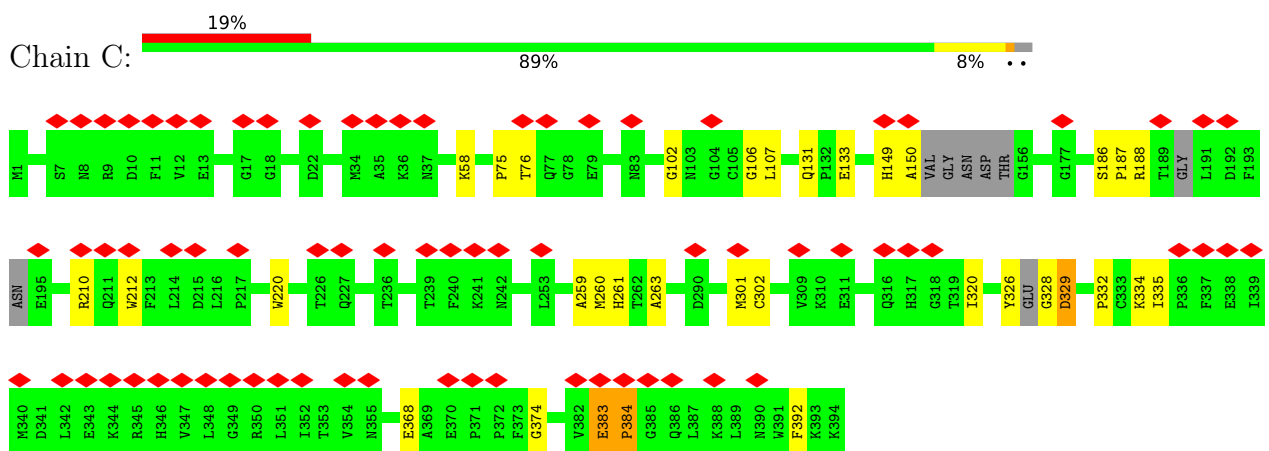 19%
Chain C:
89% 8% • •
M1 S7 N8 R9 D10 F11 V12 E13 G17 G18 D22 M34 A35 K36 N37 K58 P75 T76 Q77 G78 E79 N83 G102 N103 G104 C105 G106 L107 Q131 P132 E133 H149 A150 VAL GLY ASN ASP THR G156 G177 S186 P187 R188 T189 GLY L191 D192 F193
ASN E195 R210 Q211 W212 F213 L214 D215 L216 P217 W220 T226 Q227 T236 T239 F240 K241 N242 L253 A259 M260 H261 T262 A263 D290 M301 C302 V309 K310 E311 Q316 H317 G318 T319 I320 Y326 GLU G328 D329 P332 C333 K334 I335 P336 F337 E338 I339
M340 D341 L342 E343 K344 R345 H346 V347 L348 G349 R350 L351 I352 T353 V354 N355 E368 A369 E370 P371 P372 F373 G374 V382 E383 P384 G385 Q386 L387 K388 L389 N390 W391 F392 K393 K394